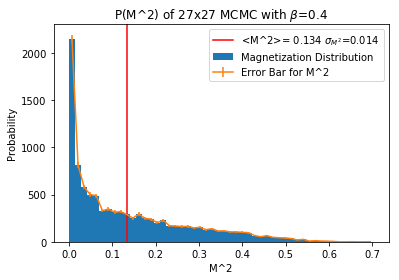 P(M^2) of 27x27 MCMC with β=0.4
<M^2>= 0.134 σ_{M²}=0.014
Magnetization Distribution
Error Bar for M^2
Probability
2000
1500
1000
500
0
0.0 0.1 0.2 0.3 0.4 0.5 0.6 0.7
M^2